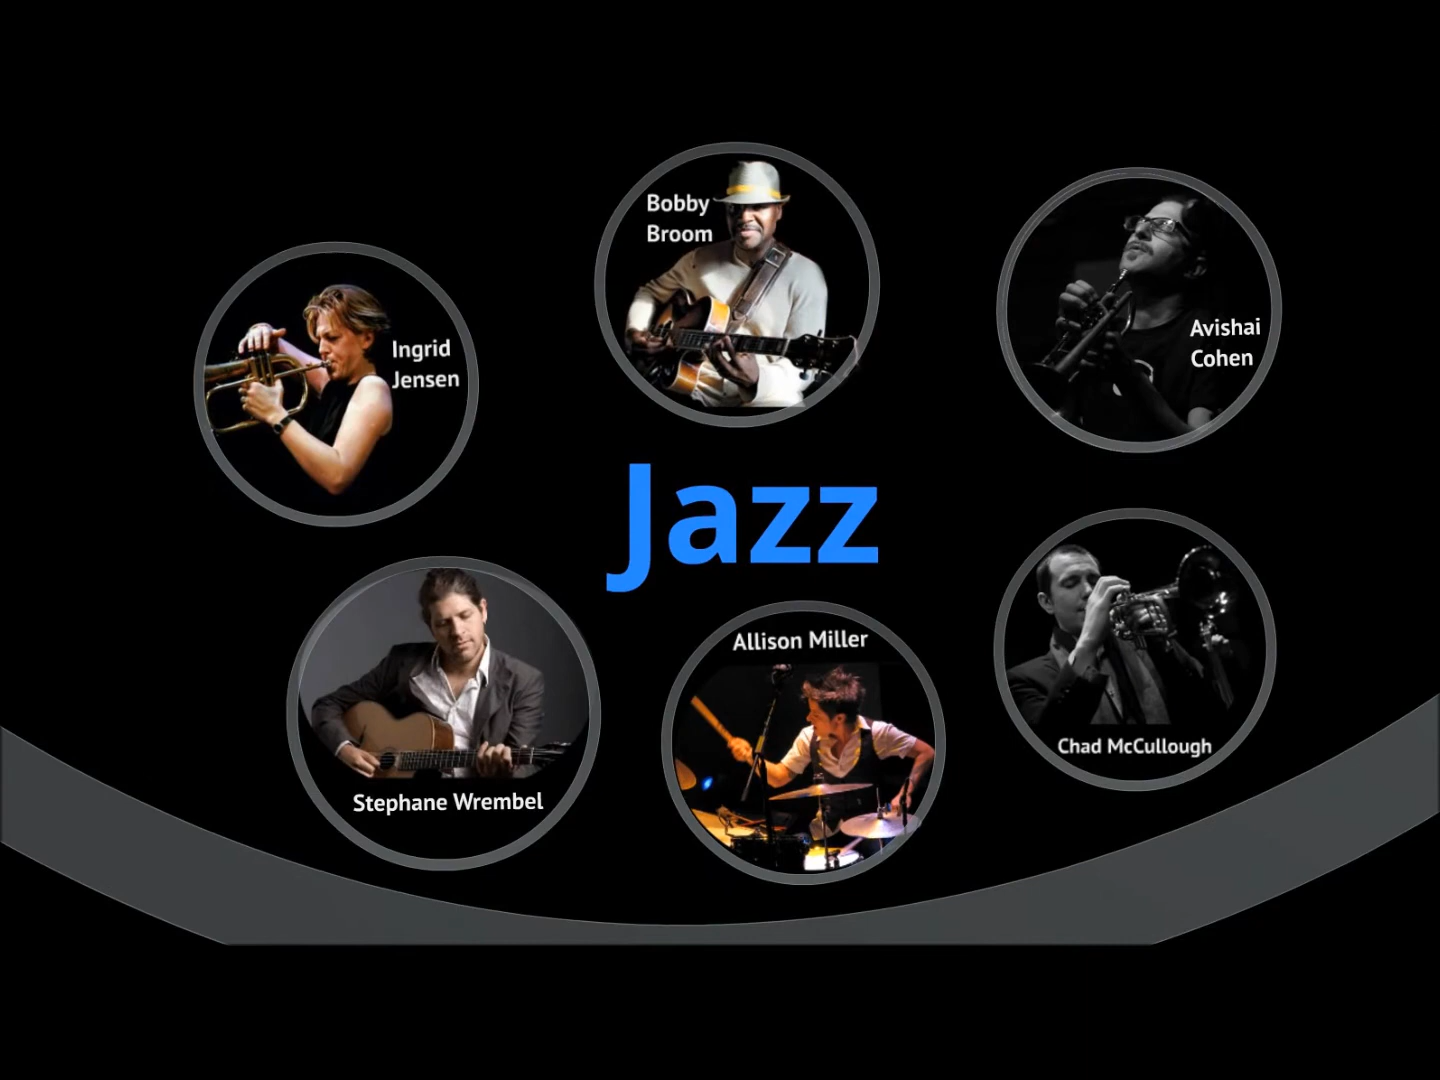 Bobby
Broom
Avishai
Cohen
Ingrid
Jensen
Jazz
Allison Miller
Chad McCullough
Stephane Wrembel